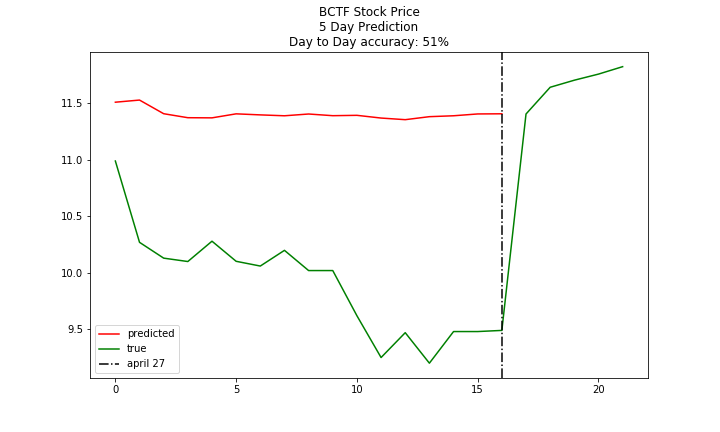 BCTF Stock Price
5 Day Prediction
Day to Day accuracy: 51%
11.5
11.0
10.5
10.0
9.5
predicted
true
april 27
0 5 10 15 20